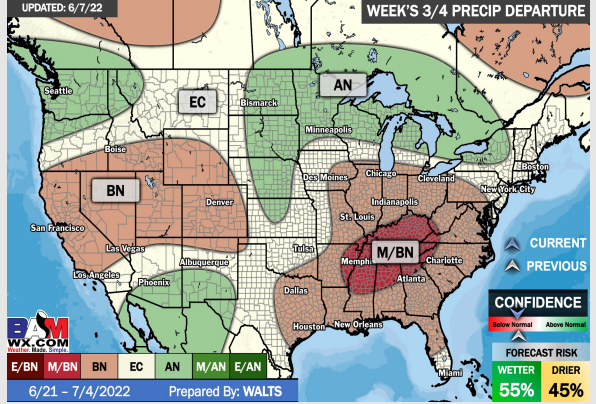 UPDATED: 6/7/22
WEEK'S 3/4 PRECIP DEPARTURE
Seattle
EC
Bismarck
AN
Minneapolis
Boise
Boston
Des Moines
Chicago
Cleveland
New York City
BN
Denver
Indianapolis
St. Louis
San Francisco
Las Vegas
Tulsa
M/BN
CURRENT
Albuquerque
Memph
Charlotte
Los Angeles
PREVIOUS
Phoenix
Atlanta
Dallas
CONFIDENCE
Houston
New Orleans
Below Normal
Above Normal
BAM
WX.COM
Weather. Made. Simple.
FORECAST RISK
E/BN M/BN BN EC AN M/AN E/AN
Miami
WETTER
DRIER
6/21 – 7/4/2022
Prepared By: WALTS
55%
45%